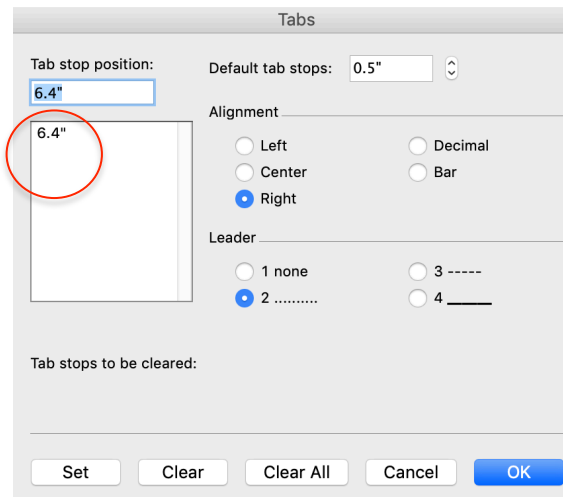 Tabs
Tab stop position:
6.4"
6.4"
Default tab stops: 0.5"
Alignment
Left Decimal
Center Bar
Right
Leader
1 none 3 -----
2 .......... 4 _____
Tab stops to be cleared:
Set Clear Clear All Cancel OK